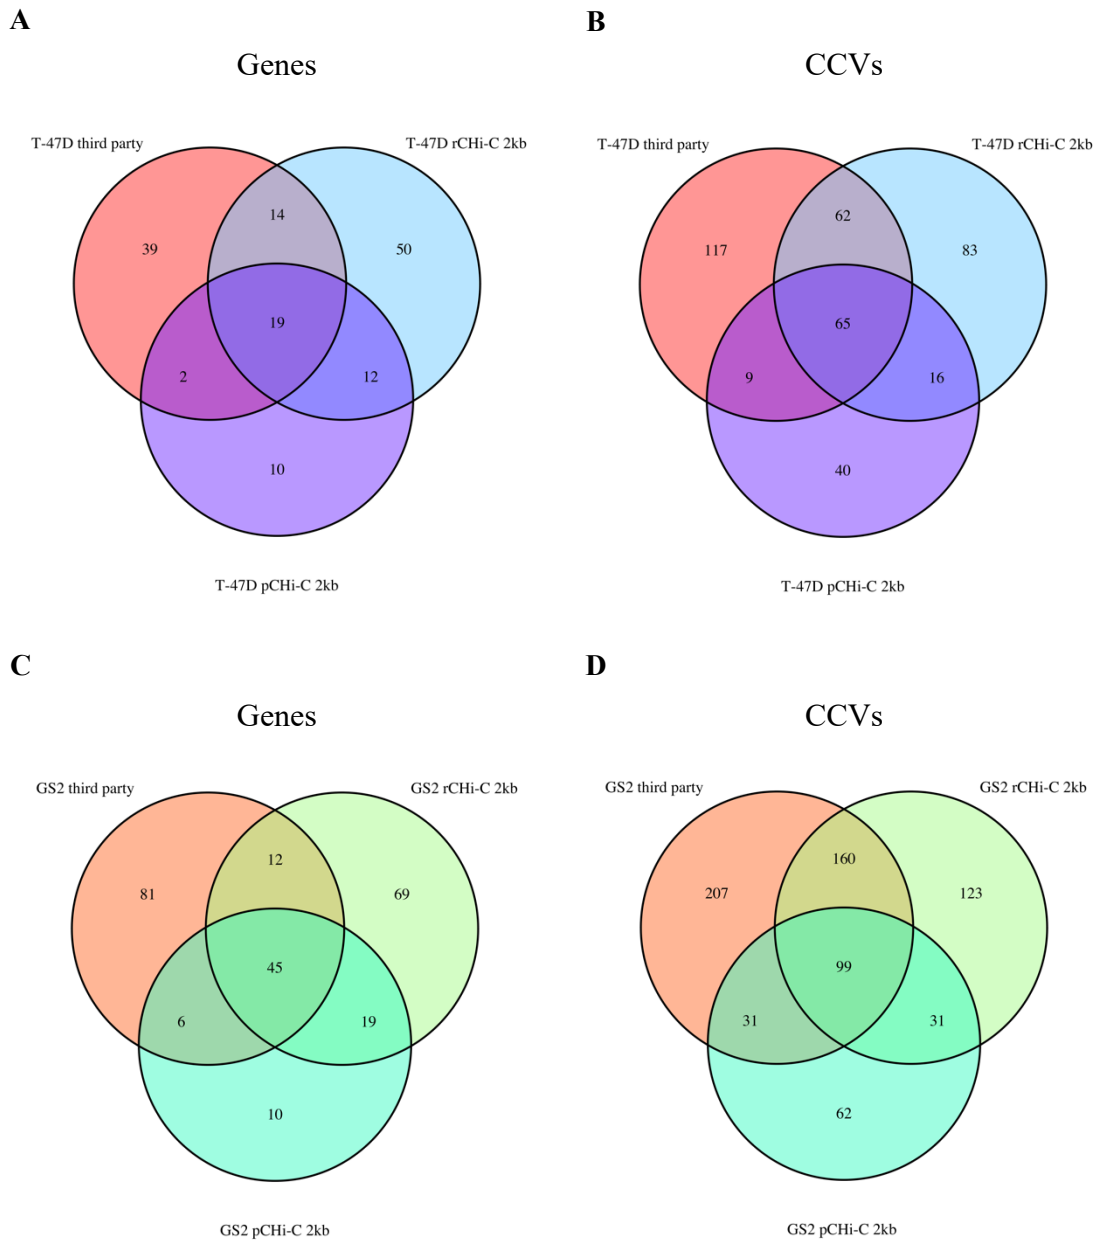 A
B
Genes
CCVs
T-47D third party
T-47D rCHi-C 2kb
T-47D third party
T-47D rCHi-C 2kb
14
39
50
19
2
12
10
62
117
83
65
9
16
40
T-47D pCHi-C 2kb
T-47D pCHi-C 2kb
C
D
Genes
CCVs
GS2 third party
GS2 rCHi-C 2kb
GS2 third party
GS2 rCHi-C 2kb
12
81
69
45
6
19
10
160
207
123
99
31
31
62
GS2 pCHi-C 2kb
GS2 pCHi-C 2kb